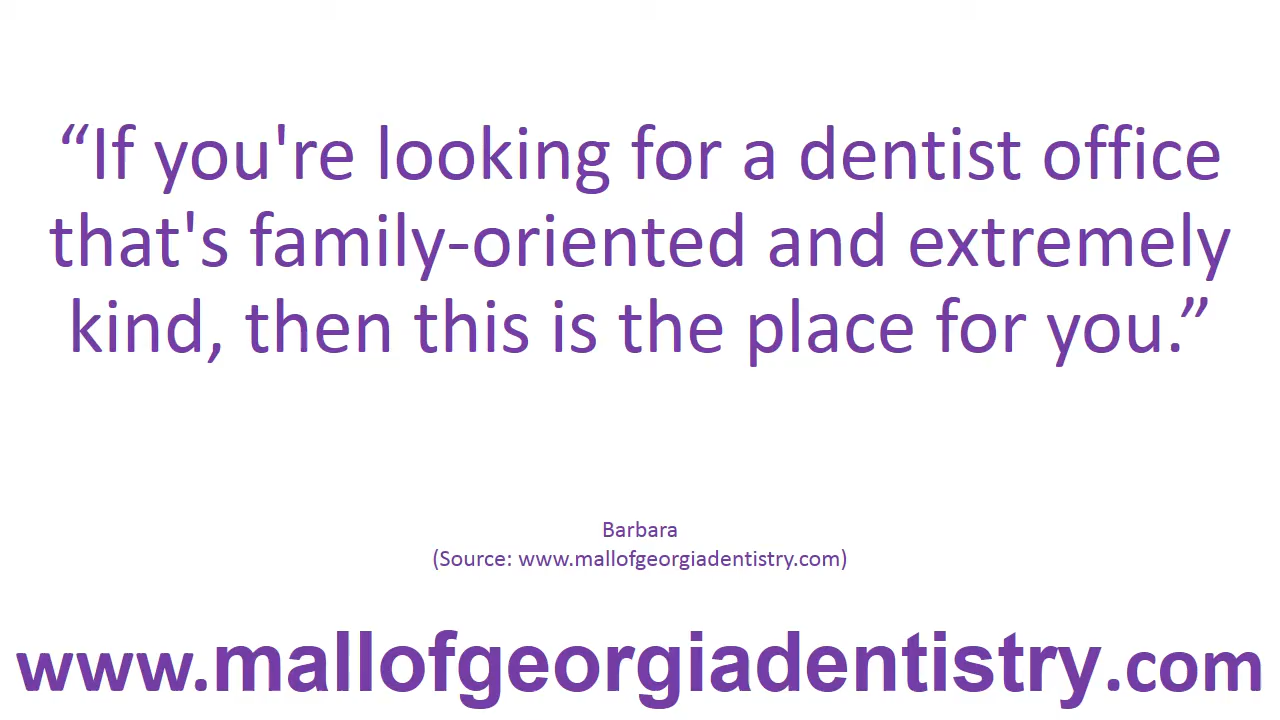 “If you're looking for a dentist office
that's family-oriented and extremely
kind, then this is the place for you.”
Barbara
(Source: www.mallofgeorgiadentistry.com)
www.mallofgeorgiadentistry.com